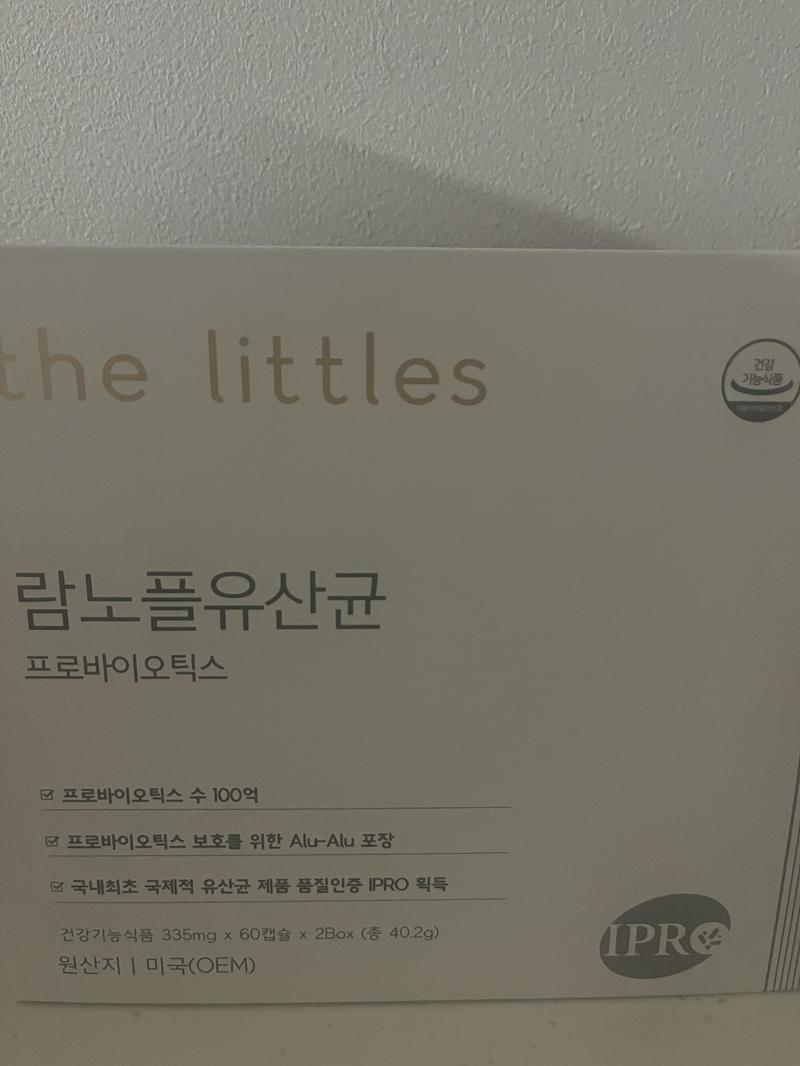 the littles
건강
기능식품
람노플유산균
프로바이오틱스
프로바이오틱스 수 100억
프로바이오틱스 보호를 위한 Alu-Alu 포장
국내최초 국제적 유산균 제품 품질인증 IPRO 획득
건강기능식품 335mg x 60캡슐 x 2Box (총 40.2g)
원산지 | 미국(OEM)
IPRO